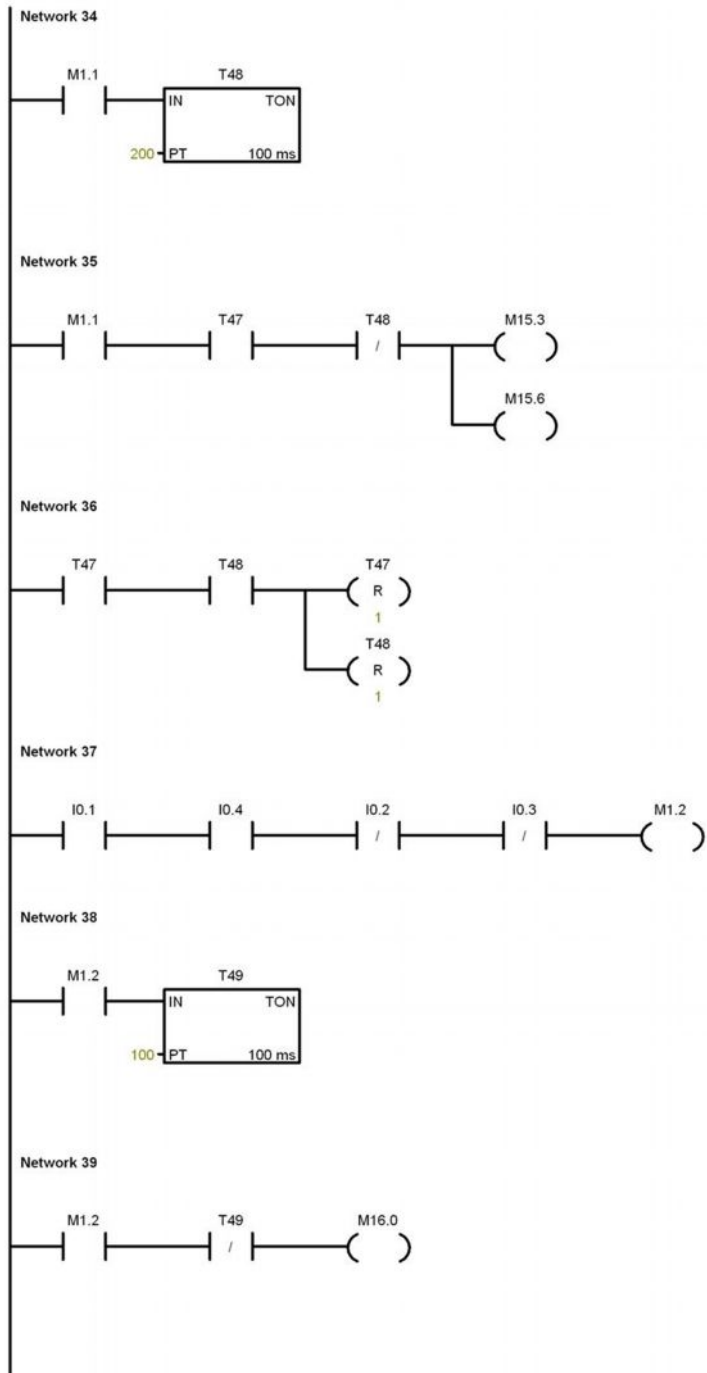 Network 34
M1.1 T48
IN TON
200 PT 100 ms
Network 35
M1.1 T47 T48 M15.3
/
M15.6
Network 36
T47 T48 T47
R
1
T48
R
1
Network 37
I0.1 I0.4 I0.2 I0.3 M1.2
/ /
Network 38
M1.2 T49
IN TON
100 PT 100 ms
Network 39
M1.2 T49 M16.0
/